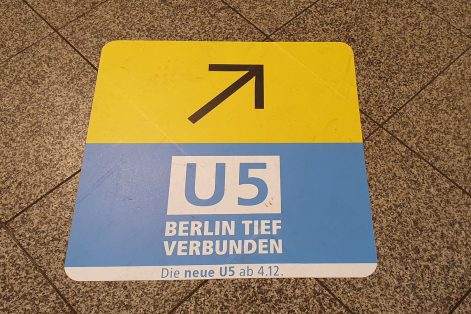 U5
BERLIN TIEF
VERBUNDEN
Die neue U5 ab 4.12.